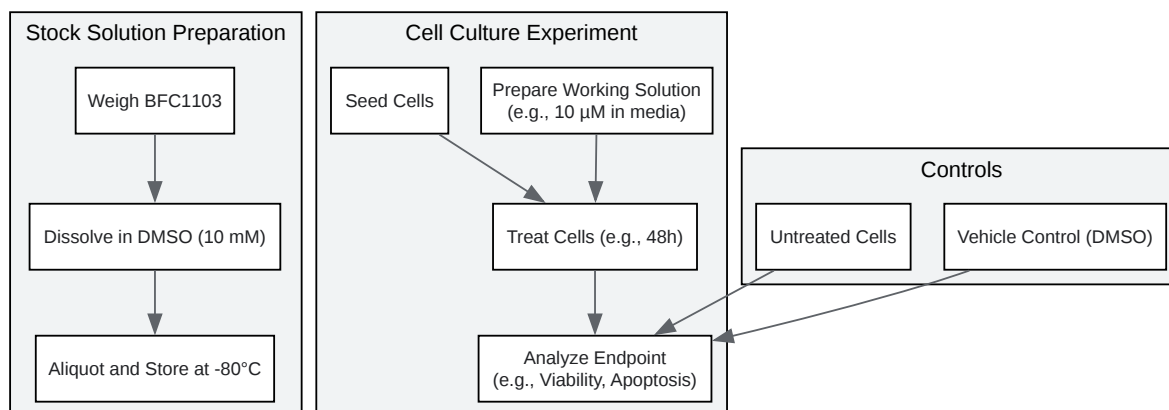 Stock Solution Preparation
Weigh BFC1103
Dissolve in DMSO (10 mM)
Aliquot and Store at -80°C
Cell Culture Experiment
Seed Cells
Prepare Working Solution
(e.g., 10 µM in media)
Treat Cells (e.g., 48h)
Analyze Endpoint
(e.g., Viability, Apoptosis)
Controls
Untreated Cells
Vehicle Control (DMSO)